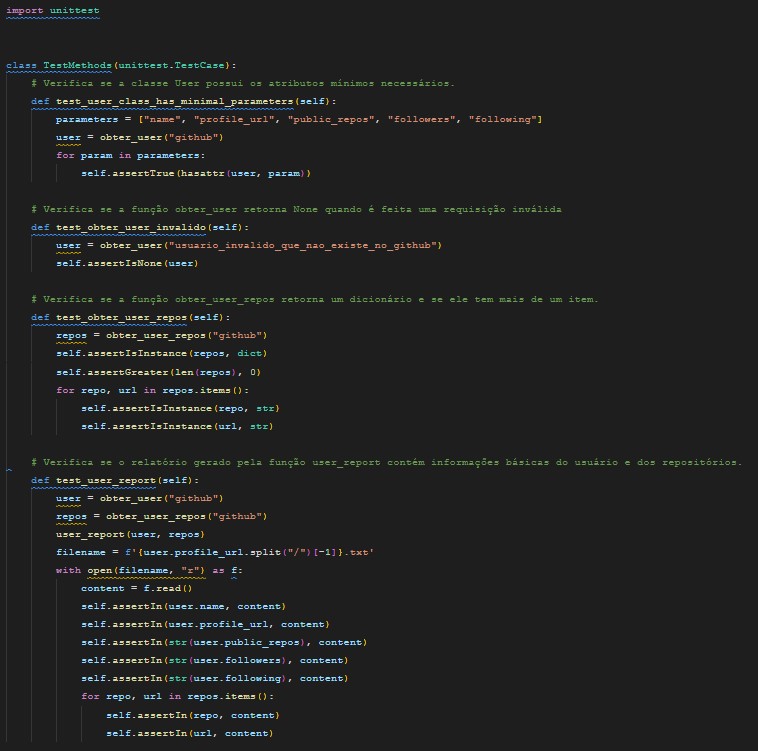 import unittest
class TestMethods(unittest.TestCase):
# Verifica se a classe User possui os atributos mínimos necessários.
def test_user_class_has_minimal_parameters(self):
parameters = ["name", "profile_url", "public_repos", "followers", "following"]
user = obter_user("github")
for param in parameters:
self.assertTrue(hasattr(user, param))
# Verifica se a função obter_user retorna None quando é feita uma requisição inválida
def test_obter_user_invalido(self):
user = obter_user("usuario_invalido_que_nao_existe_no_github")
self.assertIsNone(user)
# Verifica se a função obter_user_repos retorna um dicionário e se ele tem mais de um item.
def test_obter_user_repos(self):
repos = obter_user_repos("github")
self.assertIsInstance(repos, dict)
self.assertGreater(len(repos), 0)
for repo, url in repos.items():
self.assertIsInstance(repo, str)
self.assertIsInstance(url, str)
# Verifica se o relatório gerado pela função user_report contém informações básicas do usuário e dos repositórios.
def test_user_report(self):
user = obter_user("github")
repos = obter_user_repos("github")
user_report(user, repos)
filename = f'{user.profile_url.split("/")[-1]}.txt'
with open(filename, "r") as f:
content = f.read()
self.assertIn(user.name, content)
self.assertIn(user.profile_url, content)
self.assertIn(str(user.public_repos), content)
self.assertIn(str(user.followers), content)
self.assertIn(str(user.following), content)
for repo, url in repos.items():
self.assertIn(repo, content)
self.assertIn(url, content)